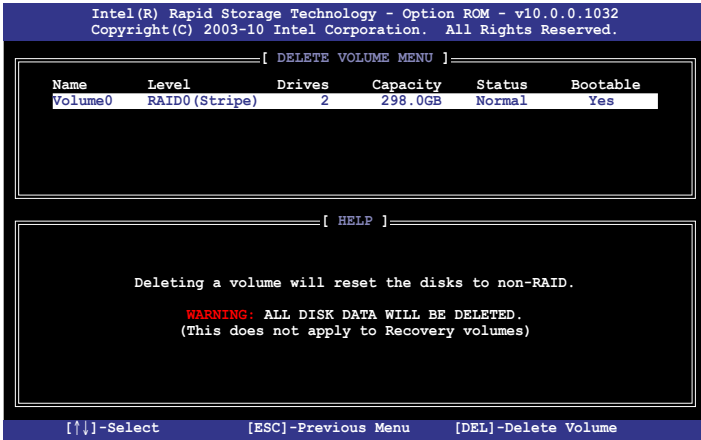 Intel(R) Rapid Storage Technology - Option ROM - v10.0.0.1032
Copyright(C) 2003-10 Intel Corporation. All Rights Reserved.
[ DELETE VOLUME MENU ]
Name Level Drives Capacity Status Bootable
Volume0 RAID0(Stripe) 2 298.0GB Normal Yes
[ HELP ]
Deleting a volume will reset the disks to non-RAID.
WARNING: ALL DISK DATA WILL BE DELETED.
(This does not apply to Recovery volumes)
[↑↓]-Select [ESC]-Previous Menu [DEL]-Delete Volume